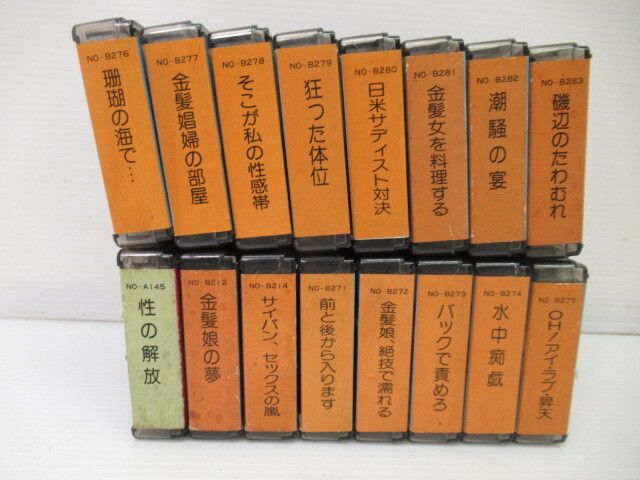 NO-B276
珊瑚の海で…
NO-B277
金髪娼婦の部屋
NO-B278
そこが私の性感帯
NO-B279
狂った体位
NO-B280
日米サディスト対決
NO-B281
金髪女を料理する
NO-B282
潮騒の宴
NO-B283
磯辺のたわむれ
NO-A145
性の解放
NO-B212
金髪娘の夢
NO-B214
サイパン、セックスの嵐
NO-B271
前と後から入ります
NO-B272
金髪娘、絶技で濡れる
NO-B273
バックで責めろ
NO-B274
水中痴戯
NO-B275
OH!アイ・ラブ・昇天